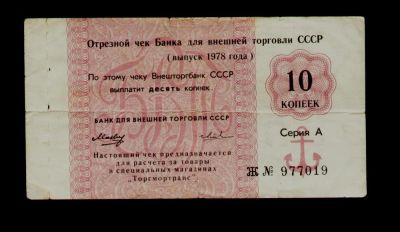 Отрезной чек Банка для внешней торговли СССР
( выпуск 1978 года )
По этому чеку Внешторгбанк СССР
выплатит десять копеек
10
КОПЕЕК
БАНК ДЛЯ ВНЕШНЕЙ ТОРГОВЛИ СССР
Серия А
Настоящий чек предназначается
для расчета за товары
в специальных магазинах
"Торгмортранс".
Ж № 977019